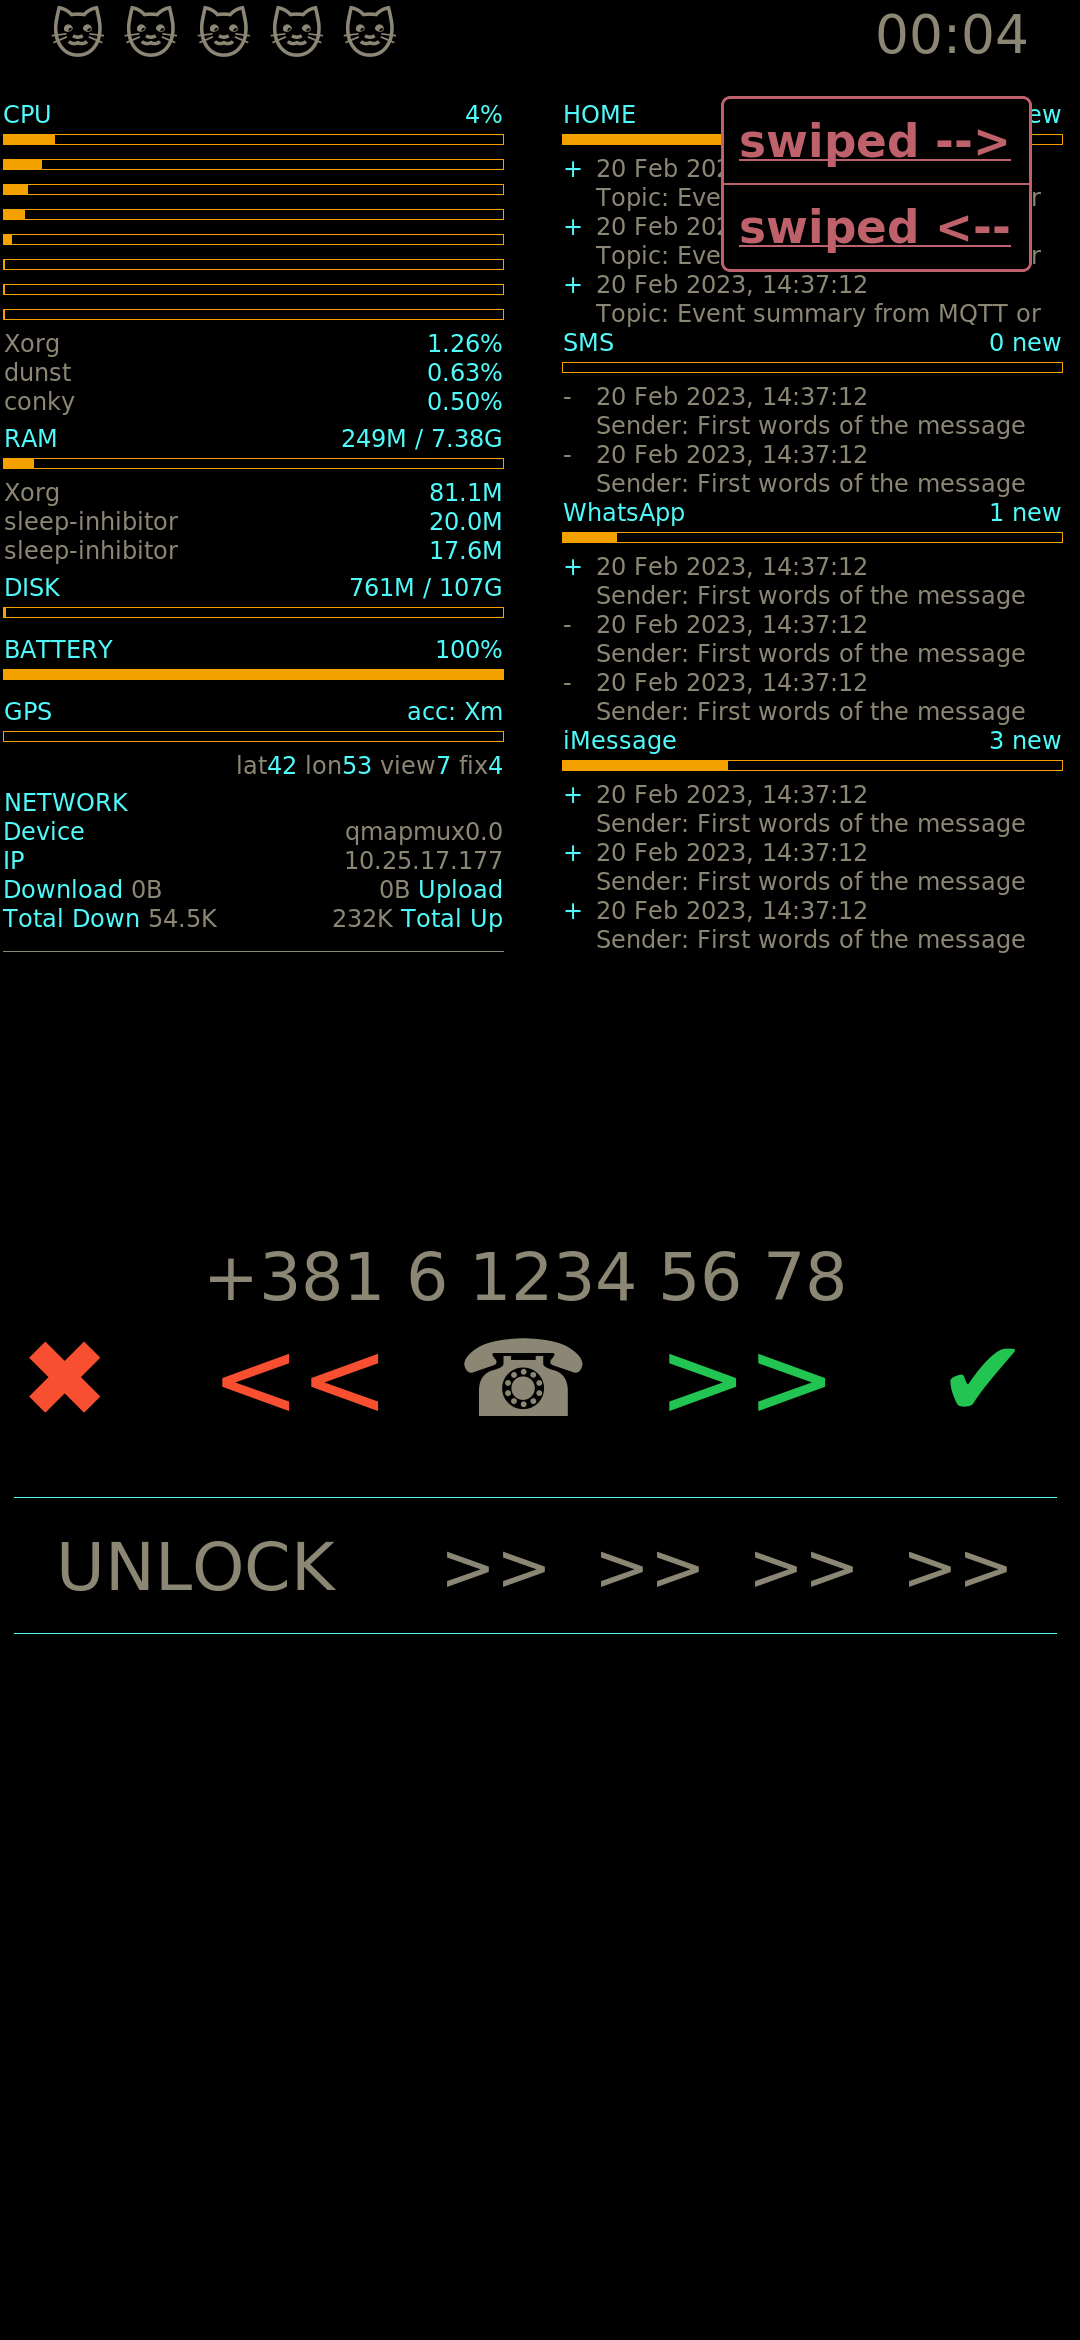 00:04
CPU 4%
Xorg 1.26%
dunst 0.63%
conky 0.50%
RAM 249M / 7.38G
Xorg 81.1M
sleep-inhibitor 20.0M
sleep-inhibitor 17.6M
DISK 761M / 107G
BATTERY 100%
GPS acc: Xm
lat42 lon53 view7 fix4
NETWORK
Device qmapmux0.0
IP 10.25.17.177
Download 0B 0B Upload
Total Down 54.5K 232K Total Up
HOME
swiped -->
swiped <--
+ 20 Feb
Topic:
+ 20 Feb
Topic:
+ 20 Feb 2023, 14:37:12
Topic: Event summary from MQTT or
SMS 0 new
- 20 Feb 2023, 14:37:12
Sender: First words of the message
- 20 Feb 2023, 14:37:12
Sender: First words of the message
WhatsApp 1 new
+ 20 Feb 2023, 14:37:12
Sender: First words of the message
- 20 Feb 2023, 14:37:12
Sender: First words of the message
- 20 Feb 2023, 14:37:12
Sender: First words of the message
iMessage 3 new
+ 20 Feb 2023, 14:37:12
Sender: First words of the message
+ 20 Feb 2023, 14:37:12
Sender: First words of the message
+ 20 Feb 2023, 14:37:12
Sender: First words of the message
+381 6 1234 56 78
✖ << ☎ >> ✔
UNLOCK >> >> >> >>